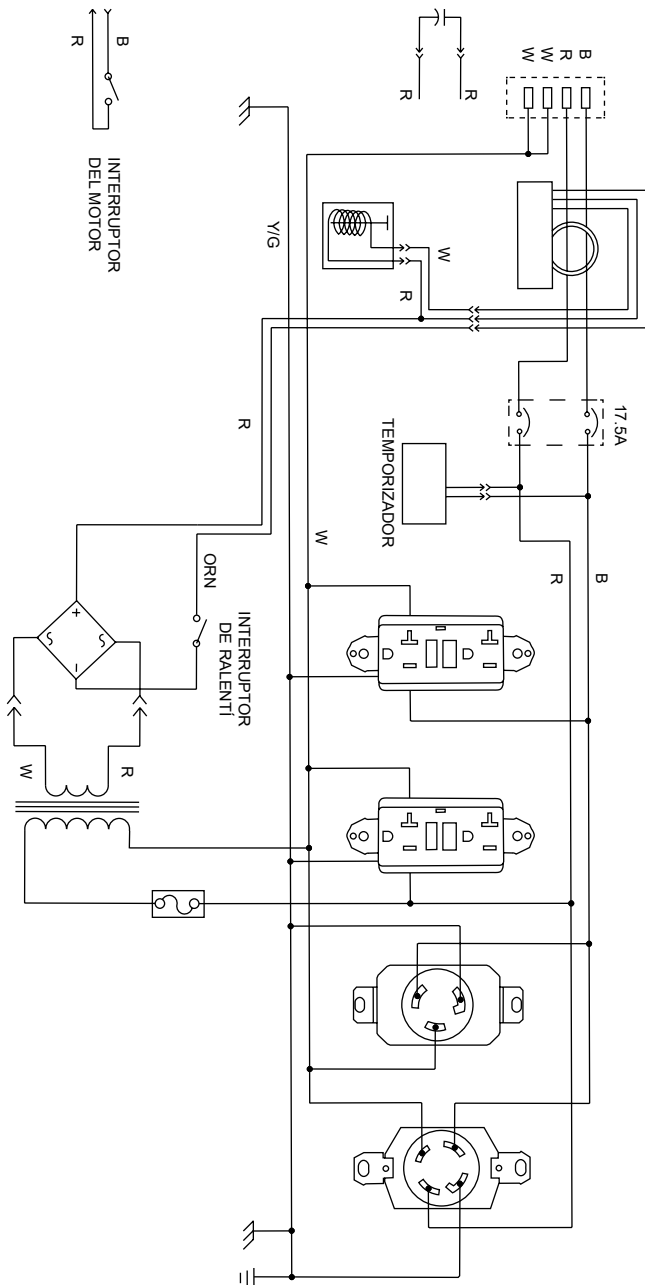 17.5A
B
R
W
W
B
R
R
R
W
R
TEMPORIZADOR
W
Y/G
R
INTERRUPTOR
DE RALENTÍ
ORN
B
R
INTERRUPTOR
DEL MOTOR
+
−
R
W